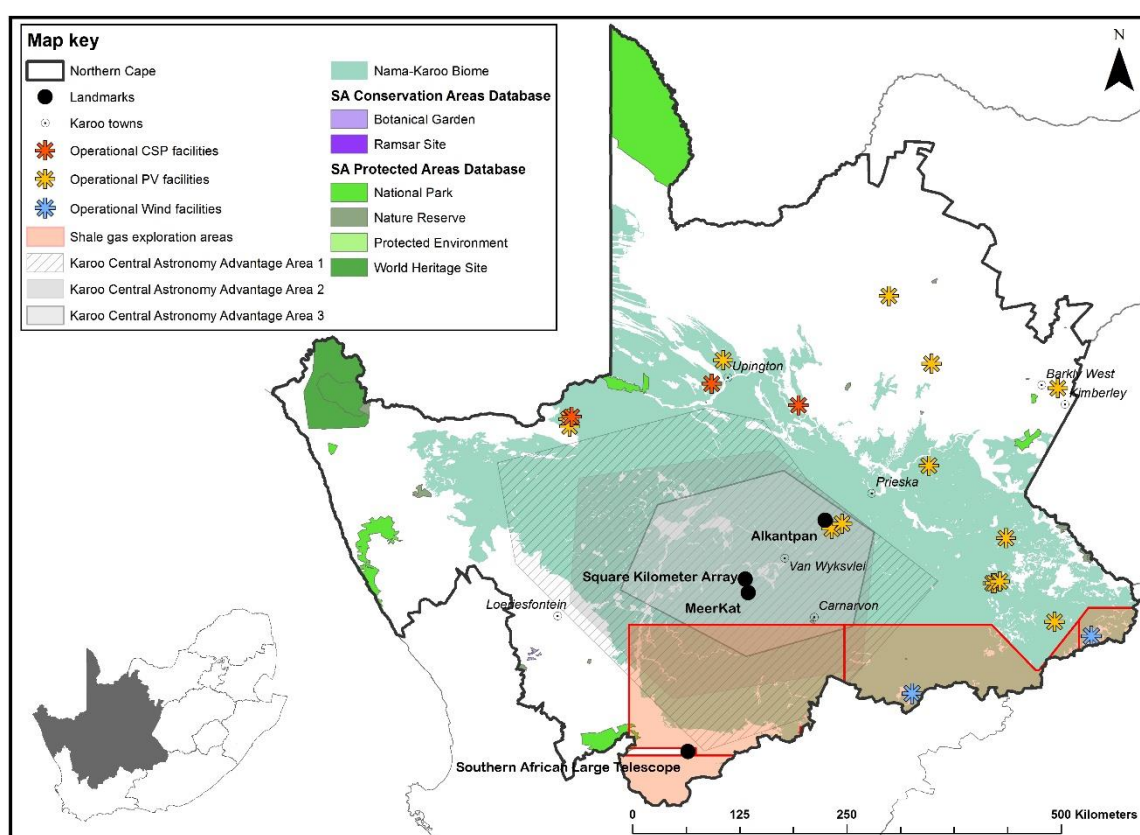 Map key
Northern Cape
Landmarks
Karoo towns
Operational CSP facilities
Operational PV facilities
Operational Wind facilities
Shale gas exploration areas
Karoo Central Astronomy Advantage Area 1
Karoo Central Astronomy Advantage Area 2
Karoo Central Astronomy Advantage Area 3
Nama-Karoo Biome
SA Conservation Areas Database
Botanical Garden
Ramsar Site
SA Protected Areas Database
National Park
Nature Reserve
Protected Environment
World Heritage Site
N
Upington
Barkly West
Kimberley
Prieska
Alkantpan
Van Wyksvlei
Square Kilometer Array
MeerKat
Loeriesfontein
Carnarvon
Southern African Large Telescope
0 125 250 500 Kilometers